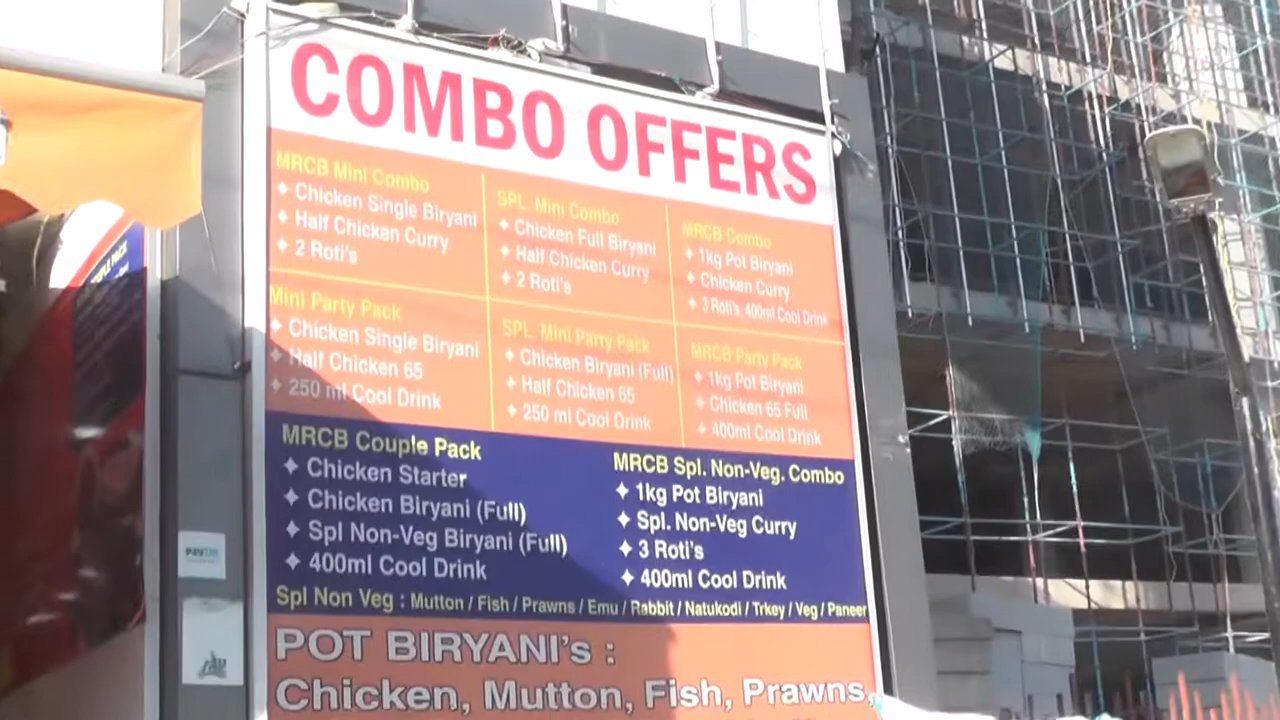 COMBO OFFERS
MRCB Mini Combo
✦ Chicken Single Biryani
✦ Half Chicken Curry
✦ 2 Roti's
SPL. Mini Combo
✦ Chicken Full Biryani
✦ Half Chicken Curry
✦ 2 Roti's
MRCB Combo
✦ 1kg Pot Biryani
✦ Chicken Curry
✦ 3 Roti's, 400ml Cool Drink
Mini Party Pack
✦ Chicken Single Biryani
✦ Half Chicken 65
✦ 250 ml Cool Drink
SPL. Mini Party Pack
✦ Chicken Biryani (Full)
✦ Half Chicken 65
✦ 250 ml Cool Drink
MRCB Party Pack
✦ 1kg Pot Biryani
✦ Chicken 65 Full
✦ 400ml Cool Drink
MRCB Couple Pack
✦ Chicken Starter
✦ Chicken Biryani (Full)
✦ Spl Non-Veg Biryani (Full)
✦ 400ml Cool Drink
MRCB Spl. Non-Veg. Combo
✦ 1kg Pot Biryani
✦ Spl. Non-Veg Curry
✦ 3 Roti's
✦ 400ml Cool Drink
Spl Non Veg : Mutton / Fish / Prawns / Emu / Rabbit / Natukodi / Trkey / Veg / Paneer
POT BIRYANI's :
Chicken, Mutton, Fish, Prawns,
PAYTM